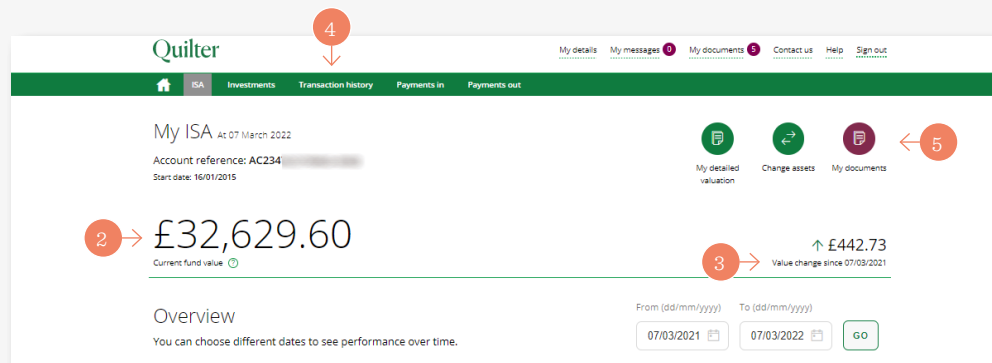 4
Quilter
My details My messages 0 My documents 5 Contact us Help Sign out
ISA Investments Transaction history Payments in Payments out
My ISA At 07 March 2022
Account reference: AC234
Start date: 16/01/2015
My detailed valuation
Change assets
My documents
5
2
£32,629.60
Current fund value ?
3
£442.73
Value change since 07/03/2021
Overview
You can choose different dates to see performance over time.
From (dd/mm/yyyy) To (dd/mm/yyyy)
07/03/2021 07/03/2022 GO